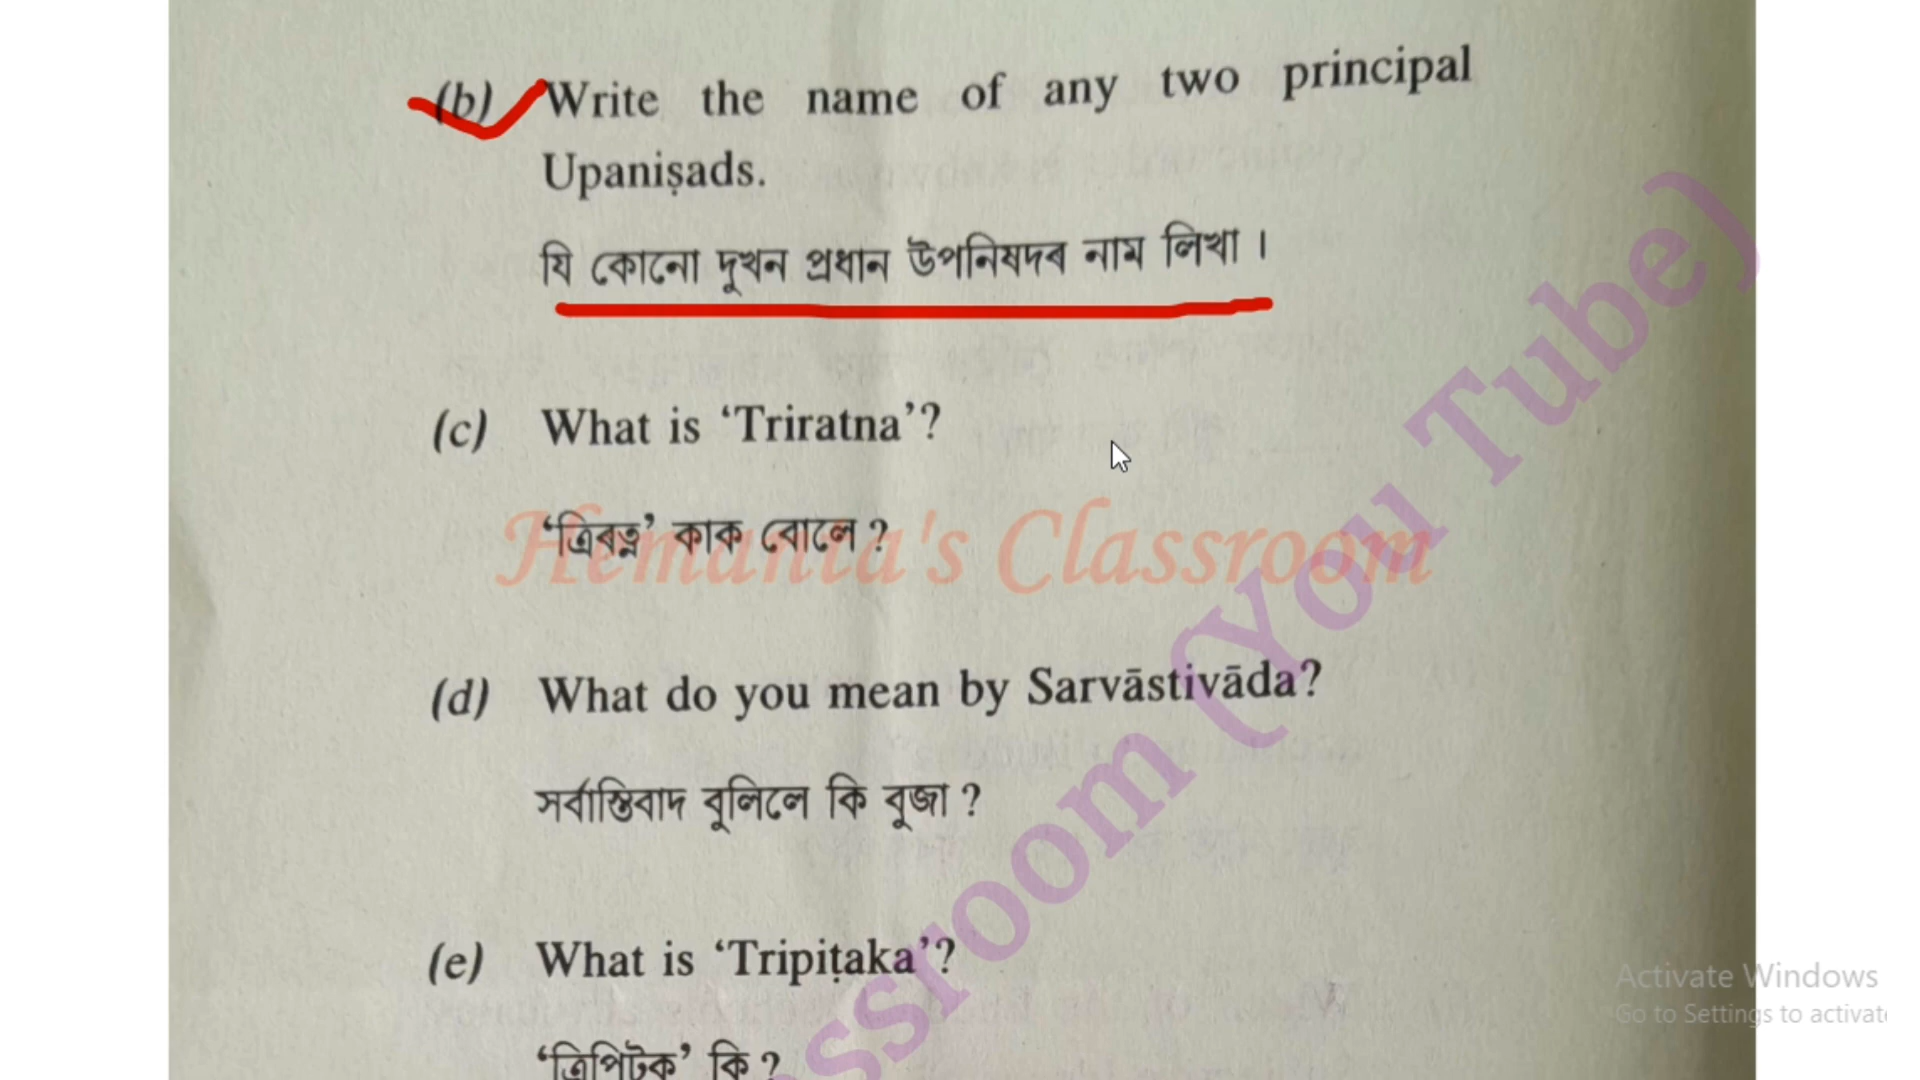 (b) Write the name of any two principal
Upaniṣads.
যি কোনো দুখন প্ৰধান উপনিষদৰ নাম লিখা ।
(c) What is ‘Triratna’?
‘ত্ৰিৰত্ন’ কাক বোলে ?
Hemanta's Classroom
(d) What do you mean by Sarvāstivāda?
সৰ্বাস্তিবাদ বুলিলে কি বুজা ?
(e) What is ‘Tripiṭaka’?
‘ত্ৰিপিটক’ কি ?
ssroom (You Tube)
Activate Windows
Go to Settings to activat